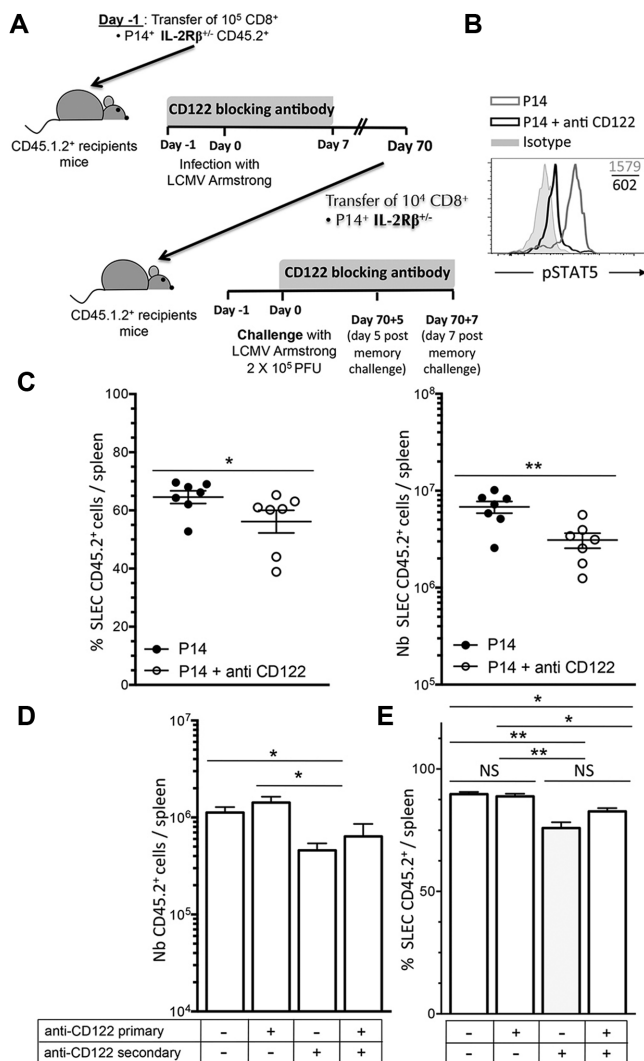 A
Day -1 : Transfer of 10⁵ CD8⁺
• P14⁺ IL-2Rβ⁺/⁻ CD45.2⁺
CD45.1.2⁺ recipients
mice
CD122 blocking antibody
Day -1 Day 0 Day 7 Day 70
Infection with
LCMV Armstrong
Transfer of 10⁴ CD8⁺
• P14⁺ IL-2Rβ⁺/⁻
CD45.1.2⁺ recipients
mice
CD122 blocking antibody
Day -1 Day 0 Day 70+5 Day 70+7
Challenge with
LCMV Armstrong
2 X 10⁵ PFU
(day 5 post
memory
challenge)
(day 7 post
memory
challenge)
B
P14
P14 + anti CD122
Isotype
1579
602
pSTAT5
C
% SLEC CD45.2⁺ cells / spleen
100
80
60
40
20
0
*
P14
P14 + anti CD122
Nb SLEC CD45.2⁺ cells / spleen
10⁸
10⁷
10⁶
10⁵
**
P14
P14 + anti CD122
D
Nb CD45.2⁺ cells / spleen
10⁷
10⁶
10⁵
10⁴
*
*
E
% SLEC CD45.2⁺ / spleen
100
50
0
*
*
**
**
NS NS
anti-CD122 primary - + - + - + - +
anti-CD122 secondary - - + + - - + +